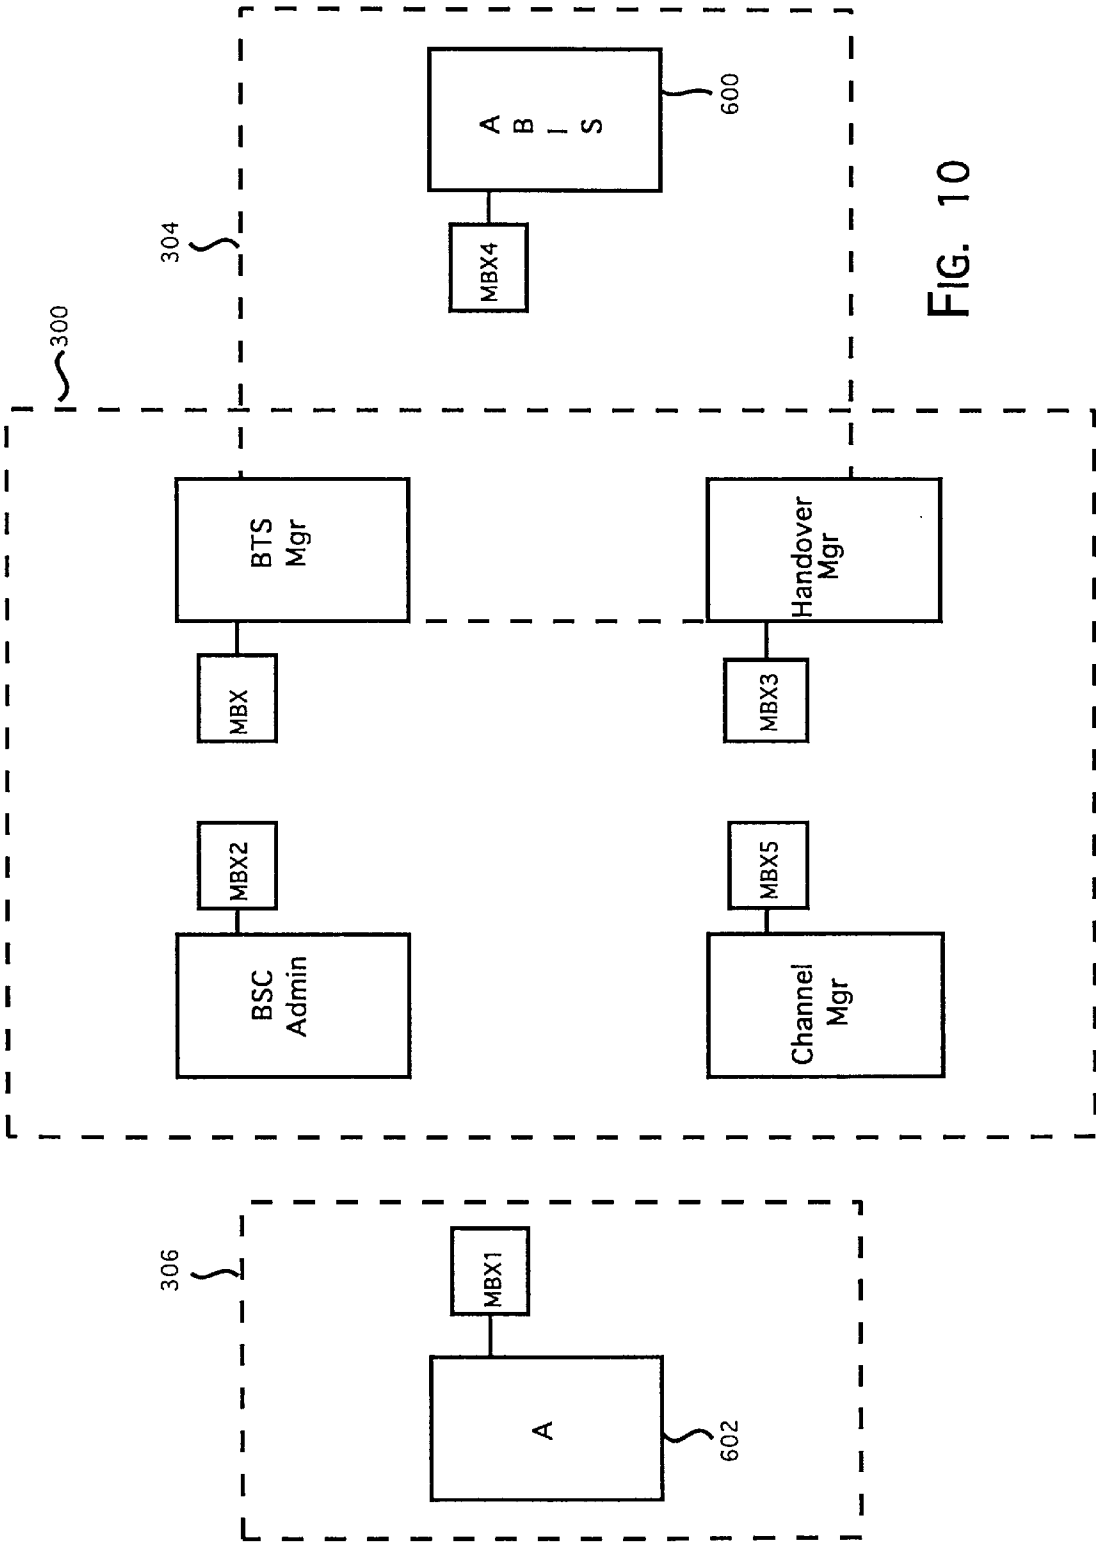 306
A
602
MBX1
300
BSC
Admin
MBX2
MBX
BTS
Mgr
Channel
Mgr
MBX5
MBX3
Handover
Mgr
304
MBX4
A
B
I
S
600
FIG. 10